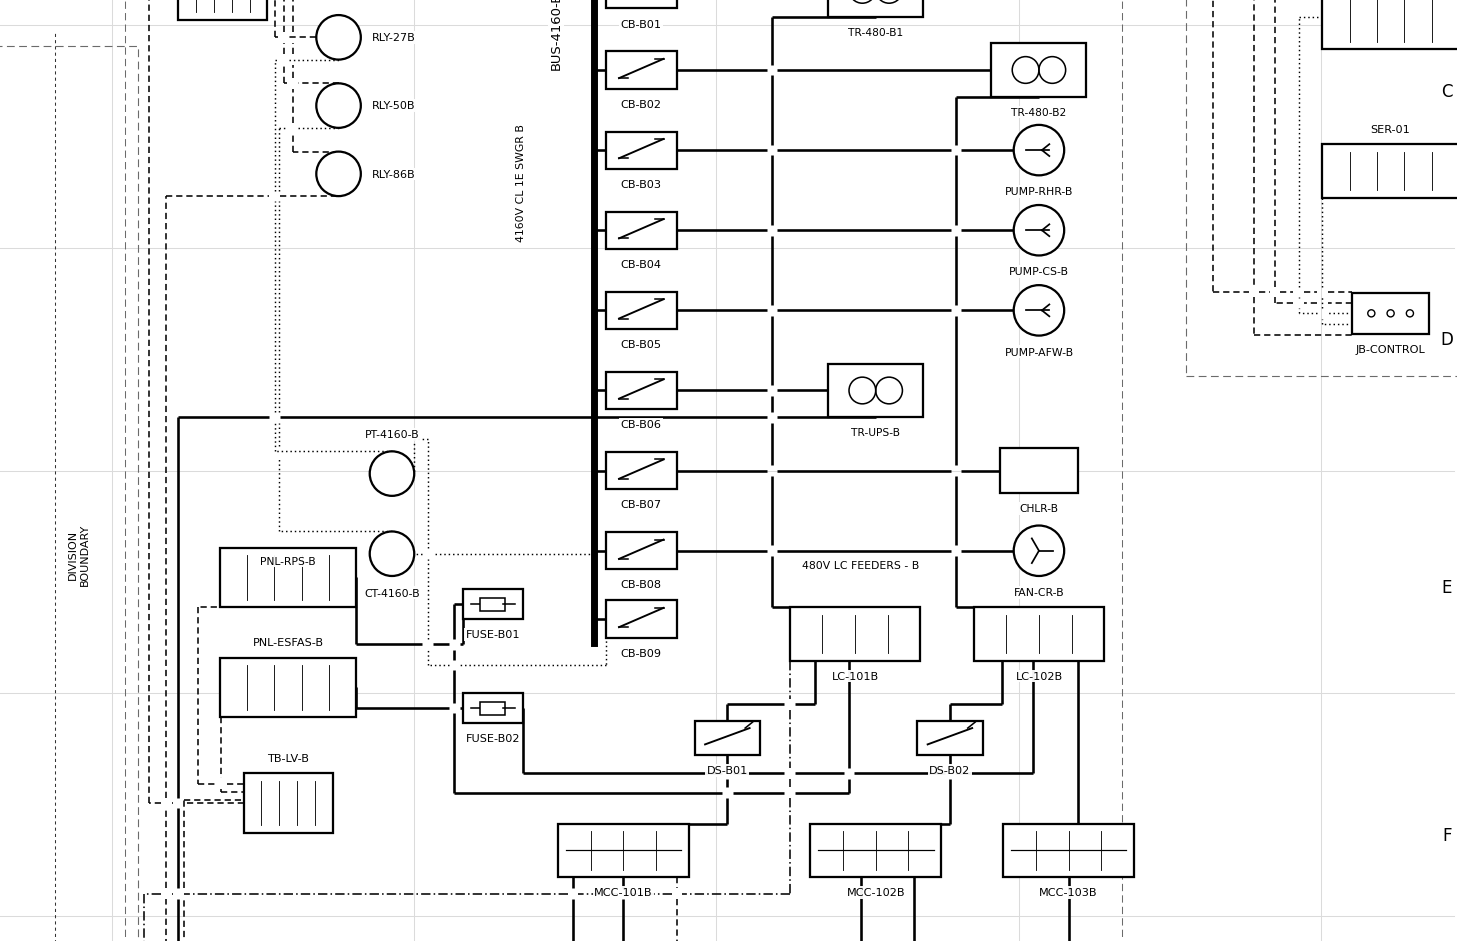 BUS-4160-B
CB-B01
TR-480-B1
RLY-27B
C
RLY-50B
CB-B02
TR-480-B2
SER-01
4160V CL 1E SWGR B
RLY-86B
CB-B03
PUMP-RHR-B
CB-B04
PUMP-CS-B
CB-B05
PUMP-AFW-B
JB-CONTROL
D
CB-B06
TR-UPS-B
PT-4160-B
CB-B07
CHLR-B
DIVISION
BOUNDARY
PNL-RPS-B
CT-4160-B
CB-B08
480V LC FEEDERS - B
FAN-CR-B
E
FUSE-B01
PNL-ESFAS-B
CB-B09
LC-101B
LC-102B
FUSE-B02
TB-LV-B
DS-B01
DS-B02
F
MCC-101B
MCC-102B
MCC-103B